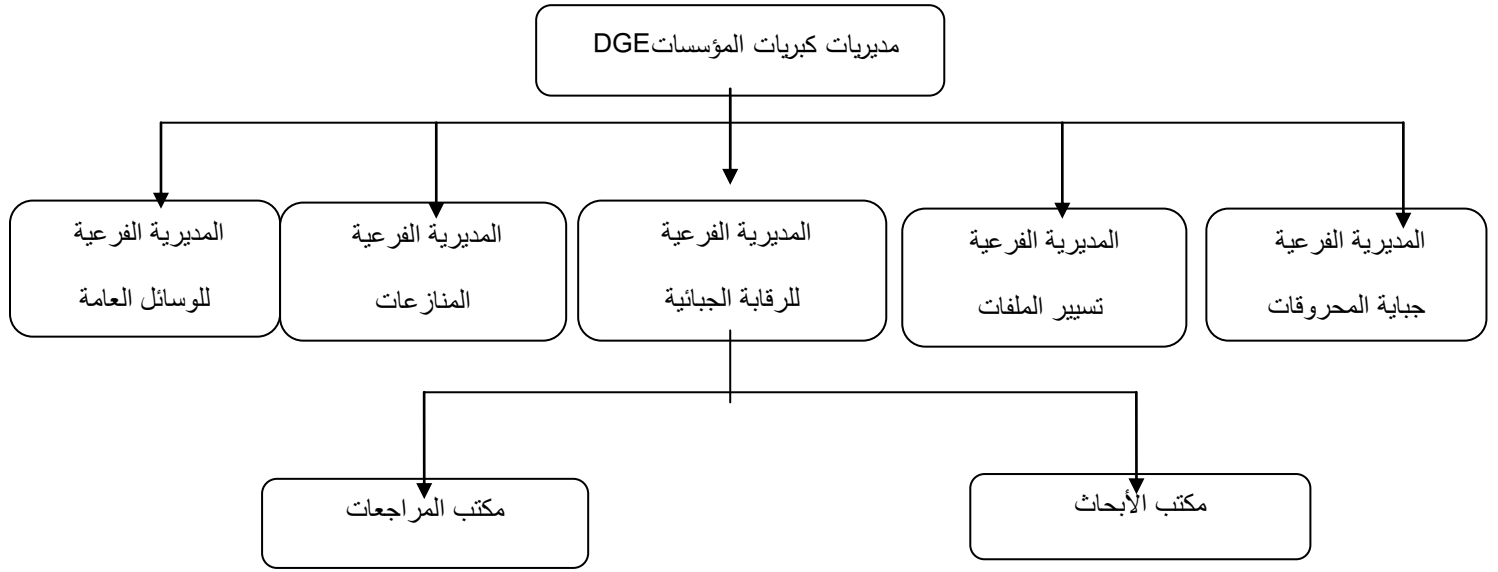 مديريات كبريات المؤسساتDGE
المديرية الفرعية
جباية المحروقات
المديرية الفرعية
تسيير الملفات
المديرية الفرعية
للرقابة الجبائية
المديرية الفرعية
المنازعات
المديرية الفرعية
للوسائل العامة
مكتب الأبحاث
مكتب المراجعات